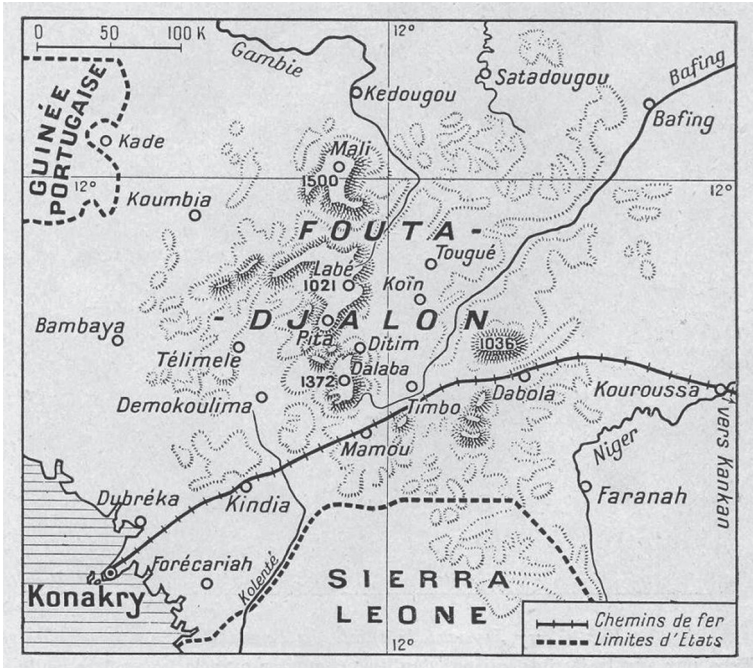 0 100 K
12°
Gambie
Kedougou
Satadougou
Bafing
Bafing
GUINÉE
PORTUGAISE
Kade
12°
12°
Mali
1500
Koumbia
FOUTA-
Tougué
Labé
1021
Koïn
-DJALON
Bambaya
Pita
Ditim
1036
Télimele
1372
Dalaba
Demokoulima
Timbo
Dabola
Kouroussa
Mamou
Niger
vers Kankan
Dubréka
Kindia
Faranah
Forécariah
Kolenté
Konakry
SIERRA
LEONE
12°
Chemins de fer
Limites d'Etats